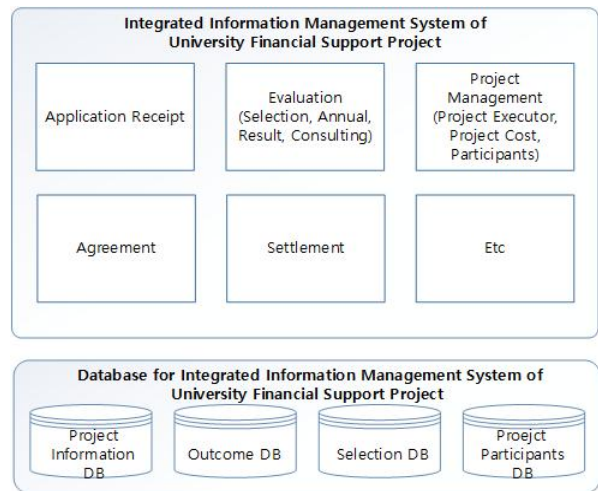 Integrated Information Management System of
University Financial Support Project
Application Receipt
Evaluation
(Selection, Annual,
Result, Consulting)
Project
Management
(Project Executor,
Project Cost,
Participants)
Agreement
Settlement
Etc
Database for Integrated Information Management System of
University Financial Support Project
Project
Information
DB
Outcome DB
Selection DB
Proejct
Participants
DB